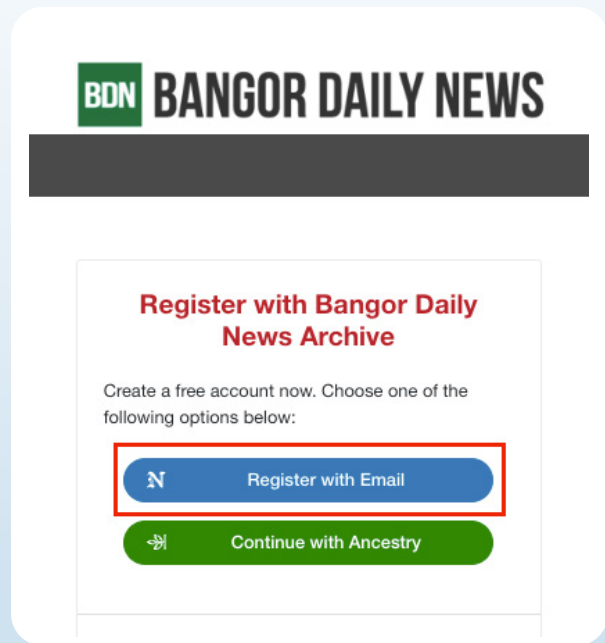 BDN BANGOR DAILY NEWS
Register with Bangor Daily
News Archive
Create a free account now. Choose one of the
following options below:
N Register with Email
Continue with Ancestry